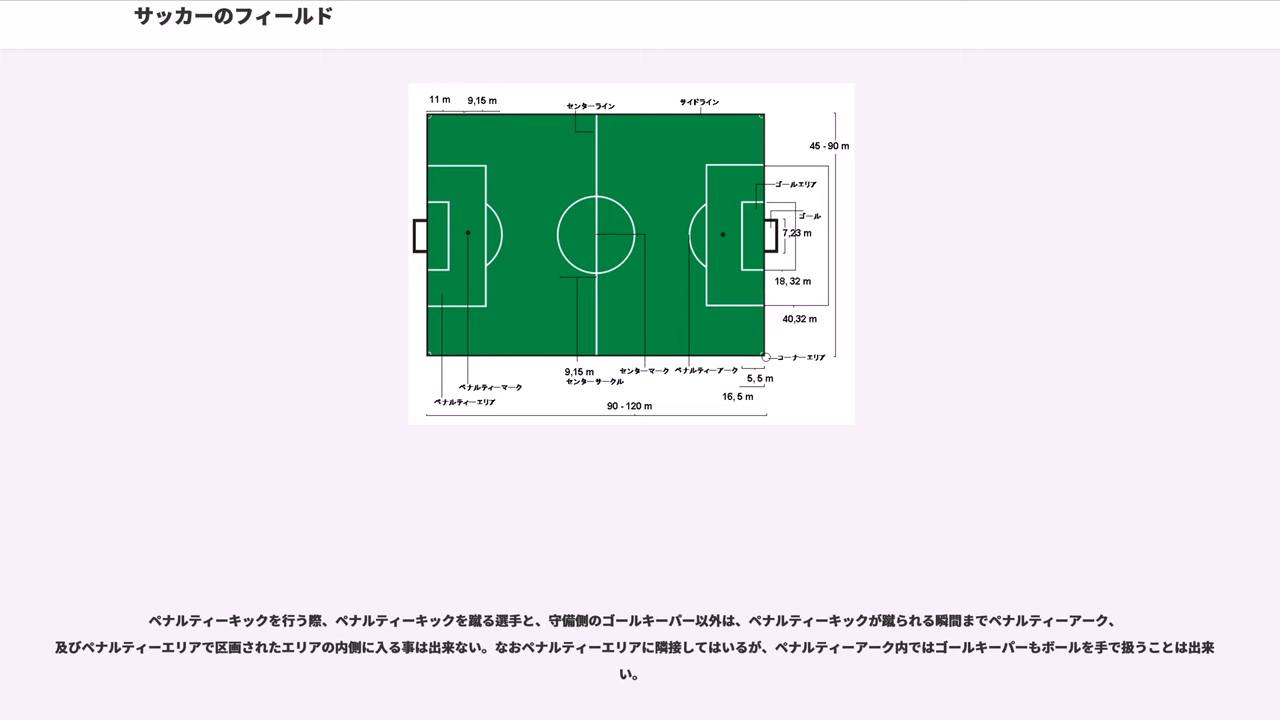 サッカーのフィールド
11 m 9,15 m センターライン サイドライン
45 - 90 m
ゴールエリア
ゴール
7,23 m
18, 32 m
40,32 m
コーナーエリア
9,15 m センターマーク ペナルティーアーク
センターサークル
5, 5 m
ペナルティーマーク
16, 5 m
ペナルティーエリア
90 - 120 m
ペナルティーキックを行う際、ペナルティーキックを蹴る選手と、守備側のゴールキーパー以外は、ペナルティーキックが蹴られる瞬間までペナルティーアーク、
及びペナルティーエリアで区画されたエリアの内側に入る事は出来ない。なおペナルティーエリアに隣接してはいるが、ペナルティーアーク内ではゴールキーパーもボールを手で扱うことは出来
い。